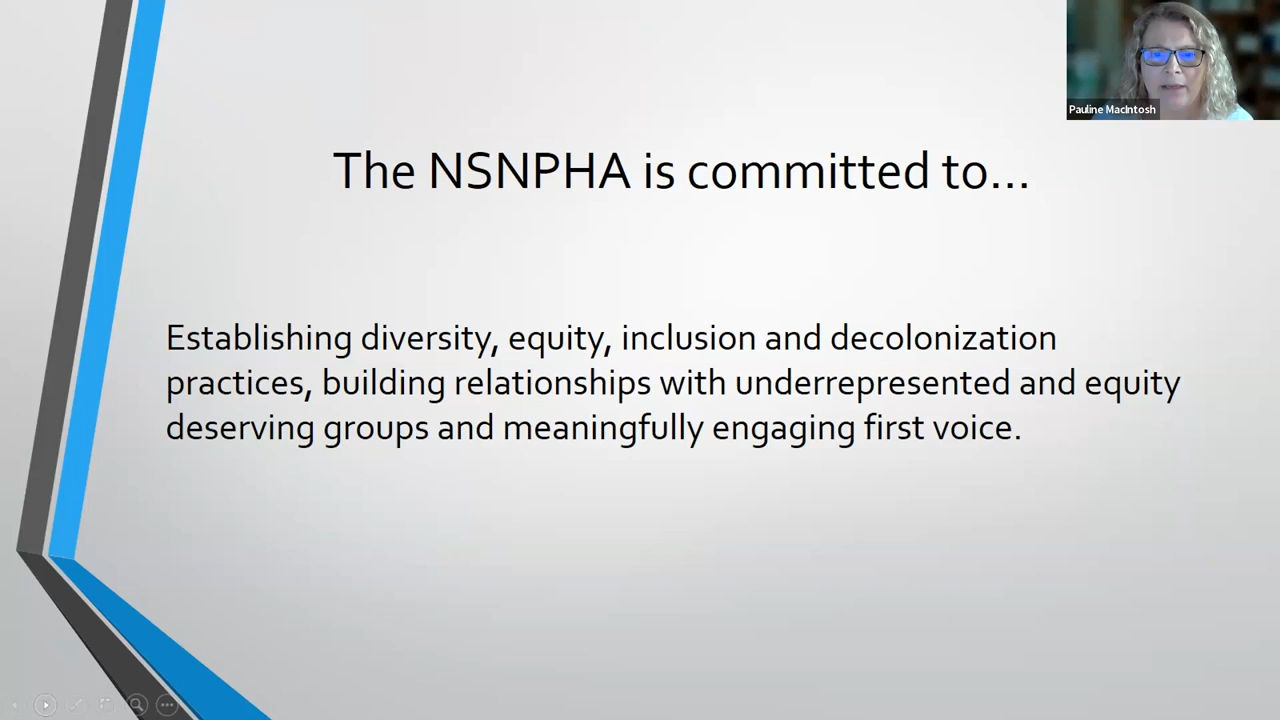 Pauline MacIntosh
The NSNPHA is committed to...
Establishing diversity, equity, inclusion and decolonization
practices, building relationships with underrepresented and equity
deserving groups and meaningfully engaging first voice.